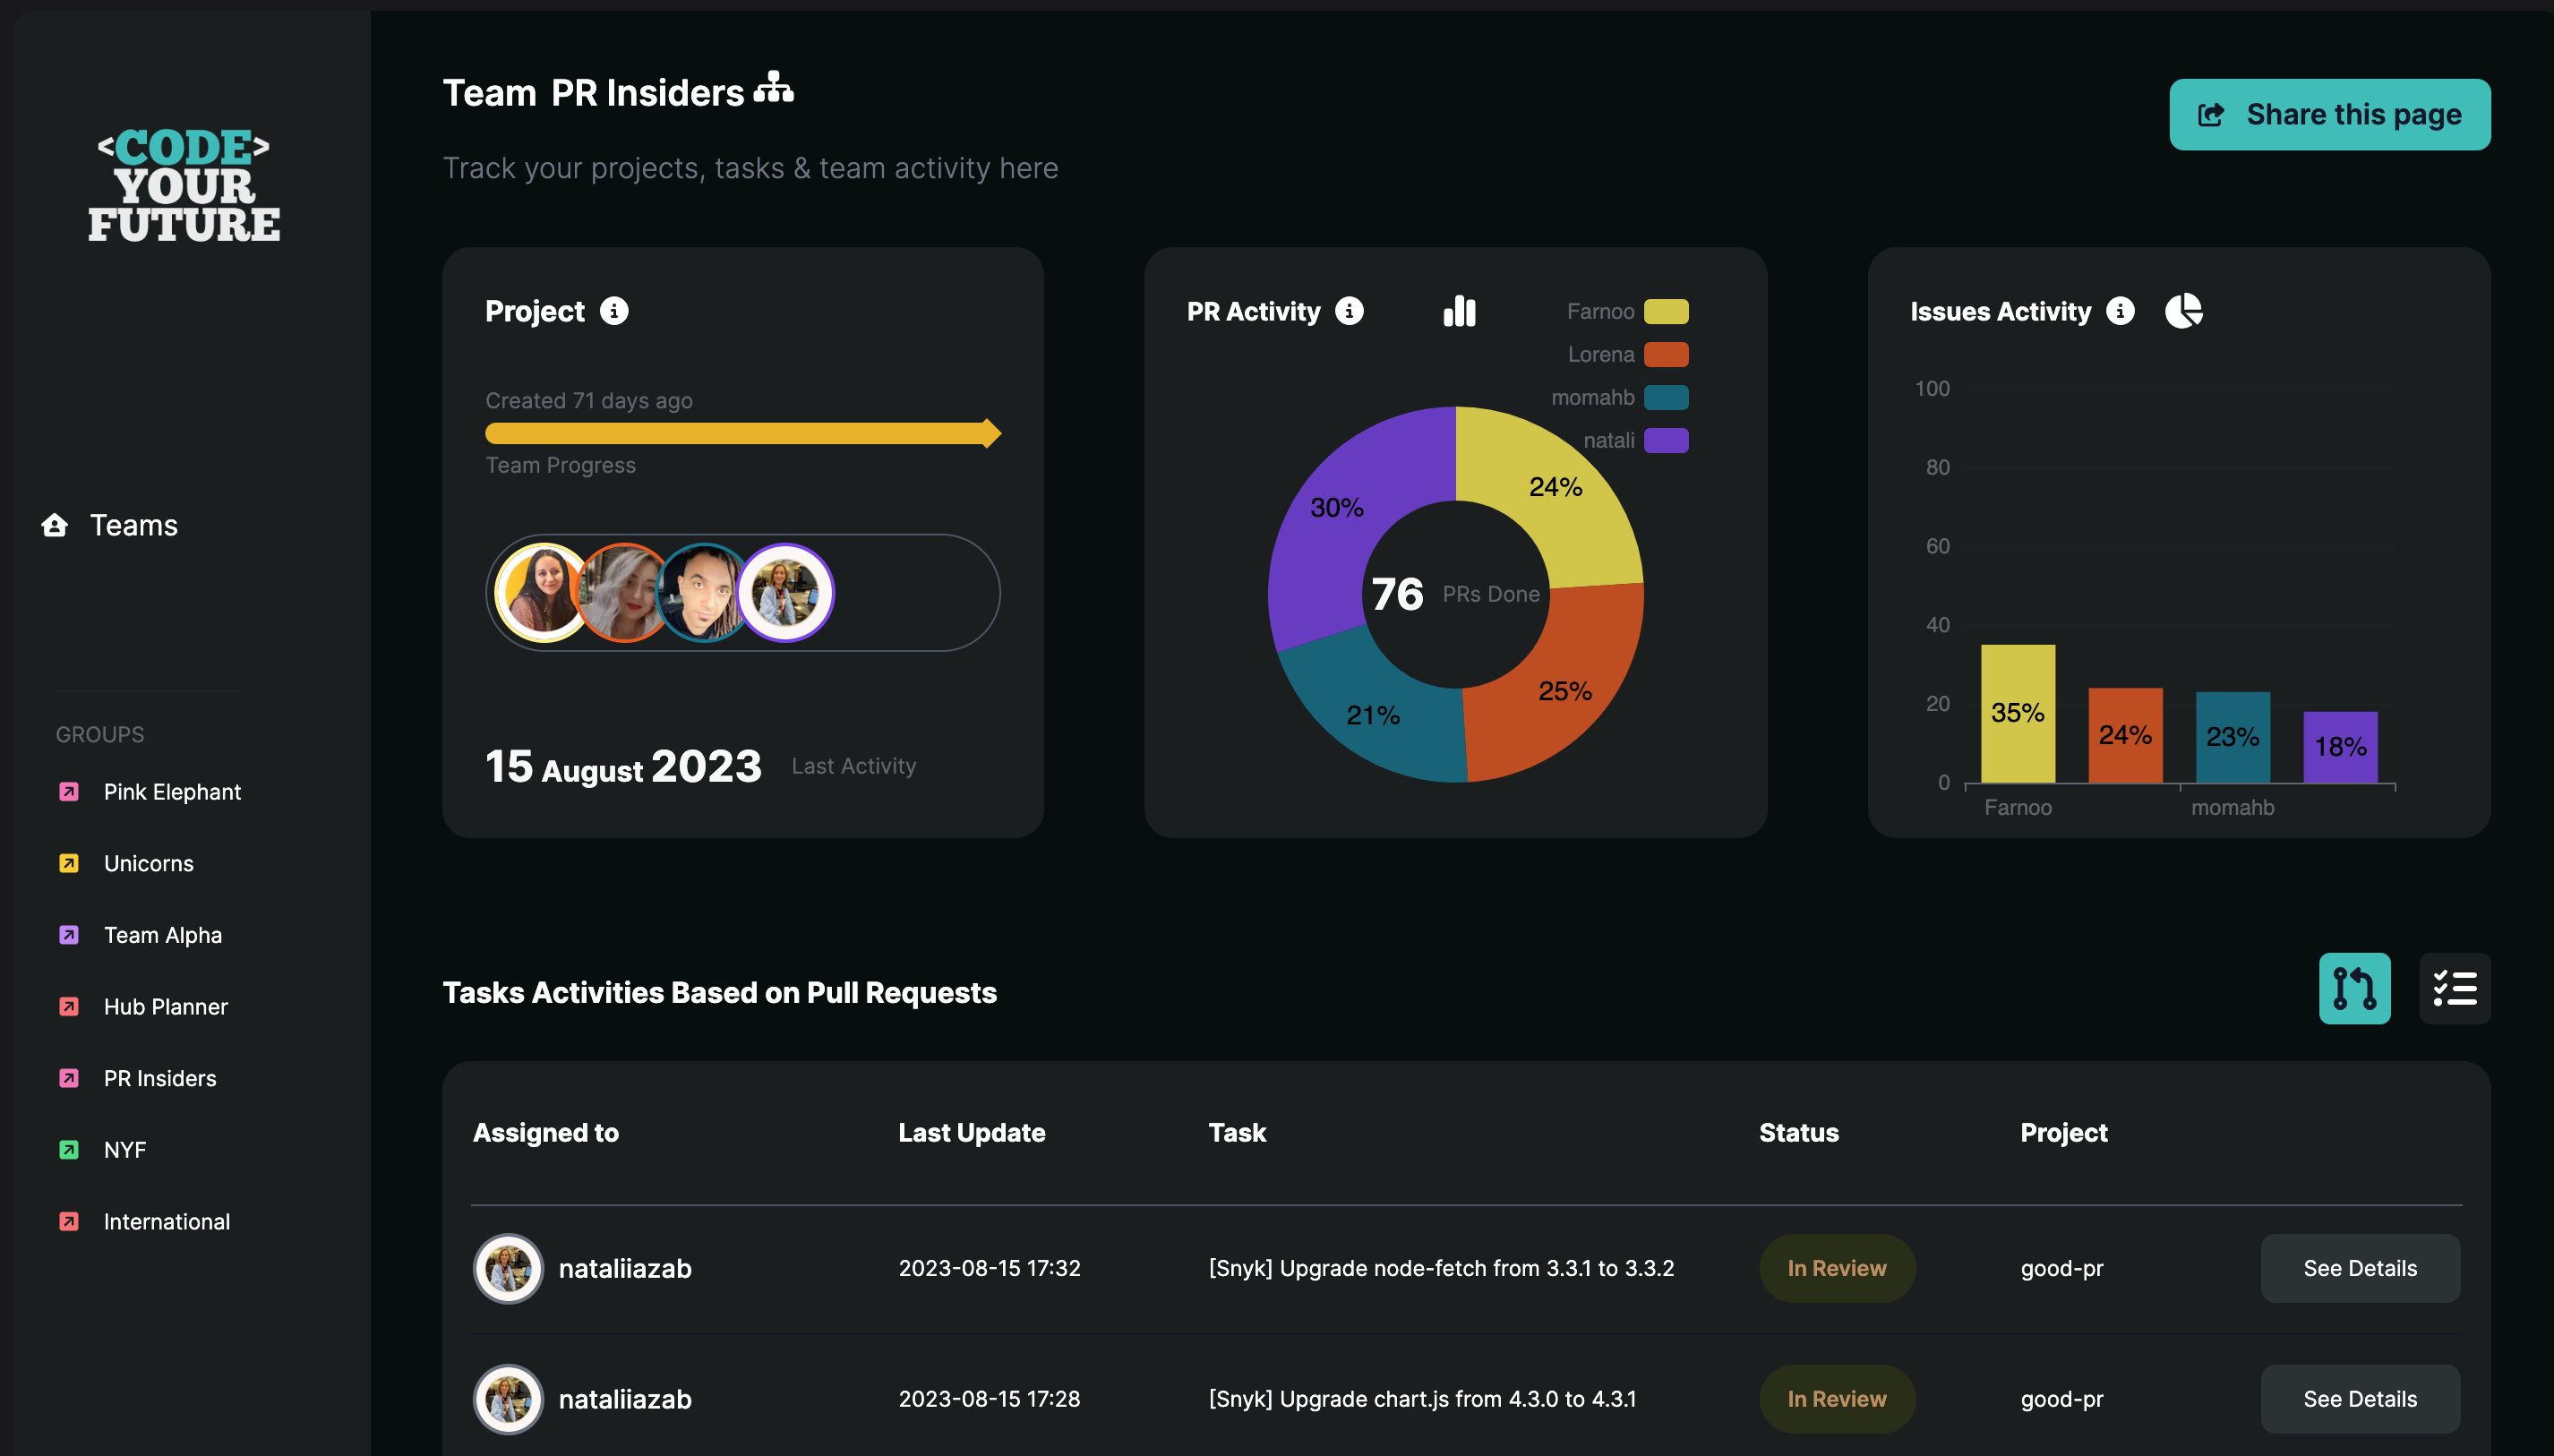 <CODE>
YOUR
FUTURE
Teams
GROUPS
Pink Elephant
Unicorns
Team Alpha
Hub Planner
PR Insiders
NYF
International
Team PR Insiders
Track your projects, tasks & team activity here
Share this page
Project
Created 71 days ago
Team Progress
15 August 2023 Last Activity
PR Activity
Farnoo
Lorena
momahb
natali
24%
30%
25%
21%
76 PRs Done
Issues Activity
100
80
60
40
20
0
35%
24%
23%
18%
Farnoo
momahb
Tasks Activities Based on Pull Requests
Assigned to Last Update Task Status Project
nataliiazab 2023-08-15 17:32 [Snyk] Upgrade node-fetch from 3.3.1 to 3.3.2 In Review good-pr See Details
nataliiazab 2023-08-15 17:28 [Snyk] Upgrade chart.js from 4.3.0 to 4.3.1 In Review good-pr See Details